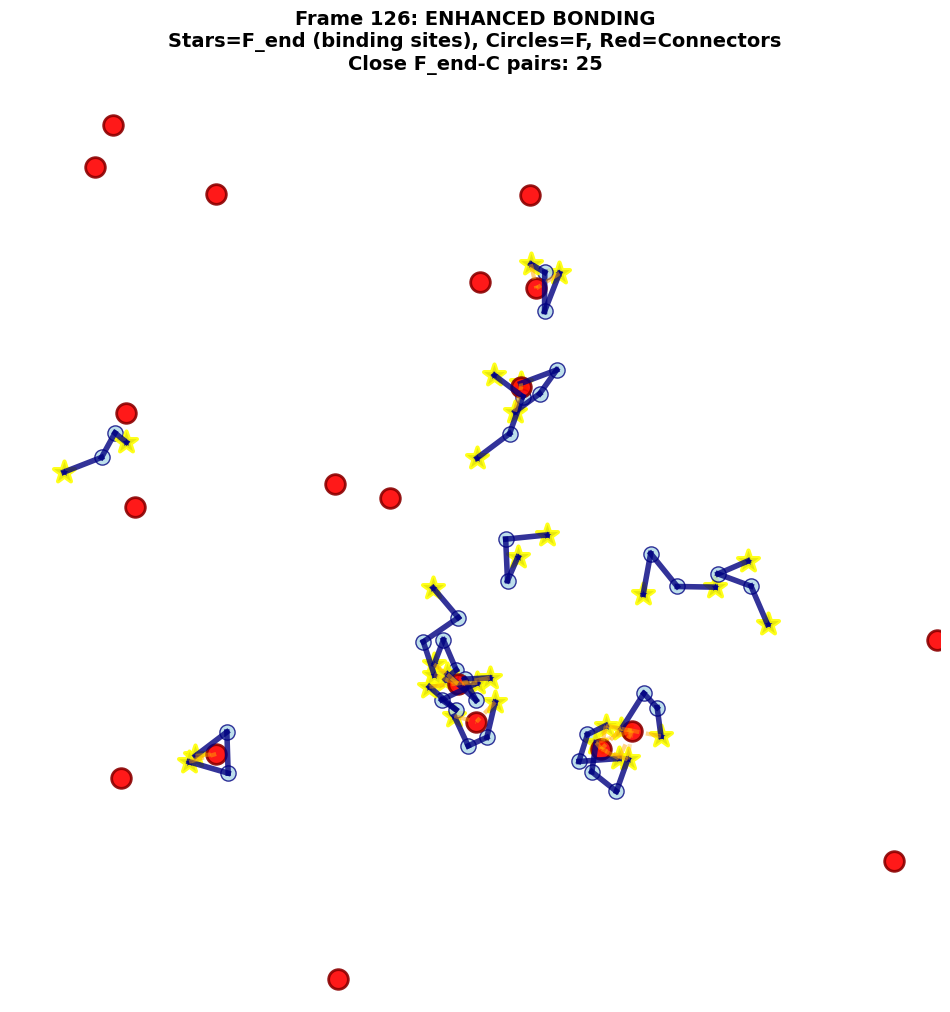 Frame 126: ENHANCED BONDING
Stars=F_end (binding sites), Circles=F, Red=Connectors
Close F_end-C pairs: 25